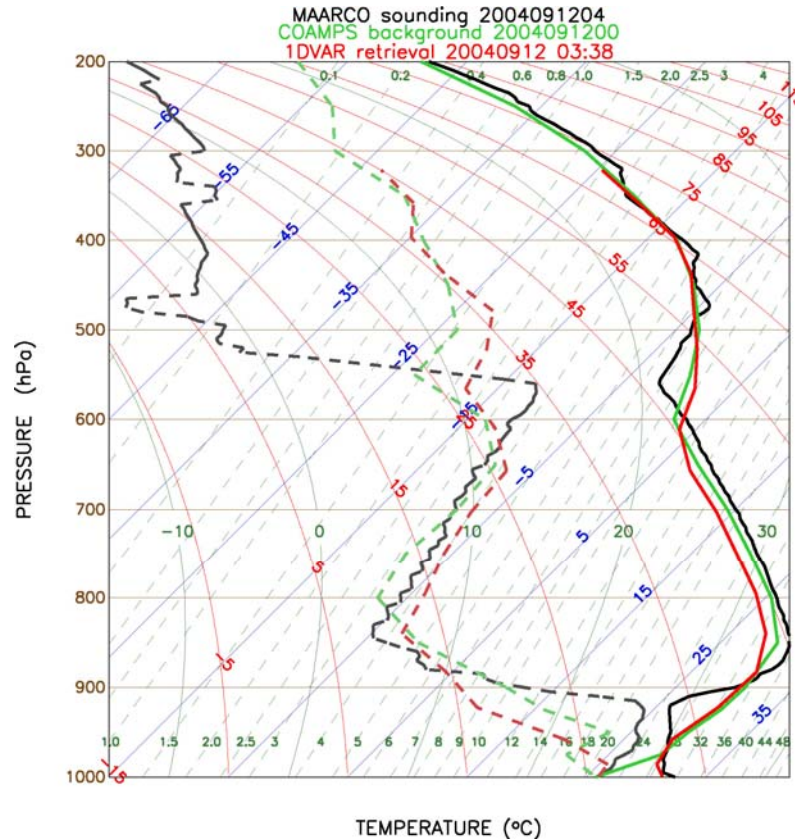 MAARCO sounding 2004091204
COAMPS background 2004091200
1DVAR retrieval 20040912 03:38
200
0.1 0.2 0.4 0.6 0.8 1.0 1.5 2.0 2.5 3 4
-65 105
95
300 85
-55 75
65
400 -45
55
-35 45
500
-25 35
600 25
-5
15
700
-10 0 10 20 30
5 5
800
15
-5 25
900
35
1.0 1.5 2.0 2.5 3 4 5 6 7 8 9 10 12 14 16 18 20 24 28 32 36 40 44 48
1000 -15
PRESSURE (hPa)
TEMPERATURE (ºC)